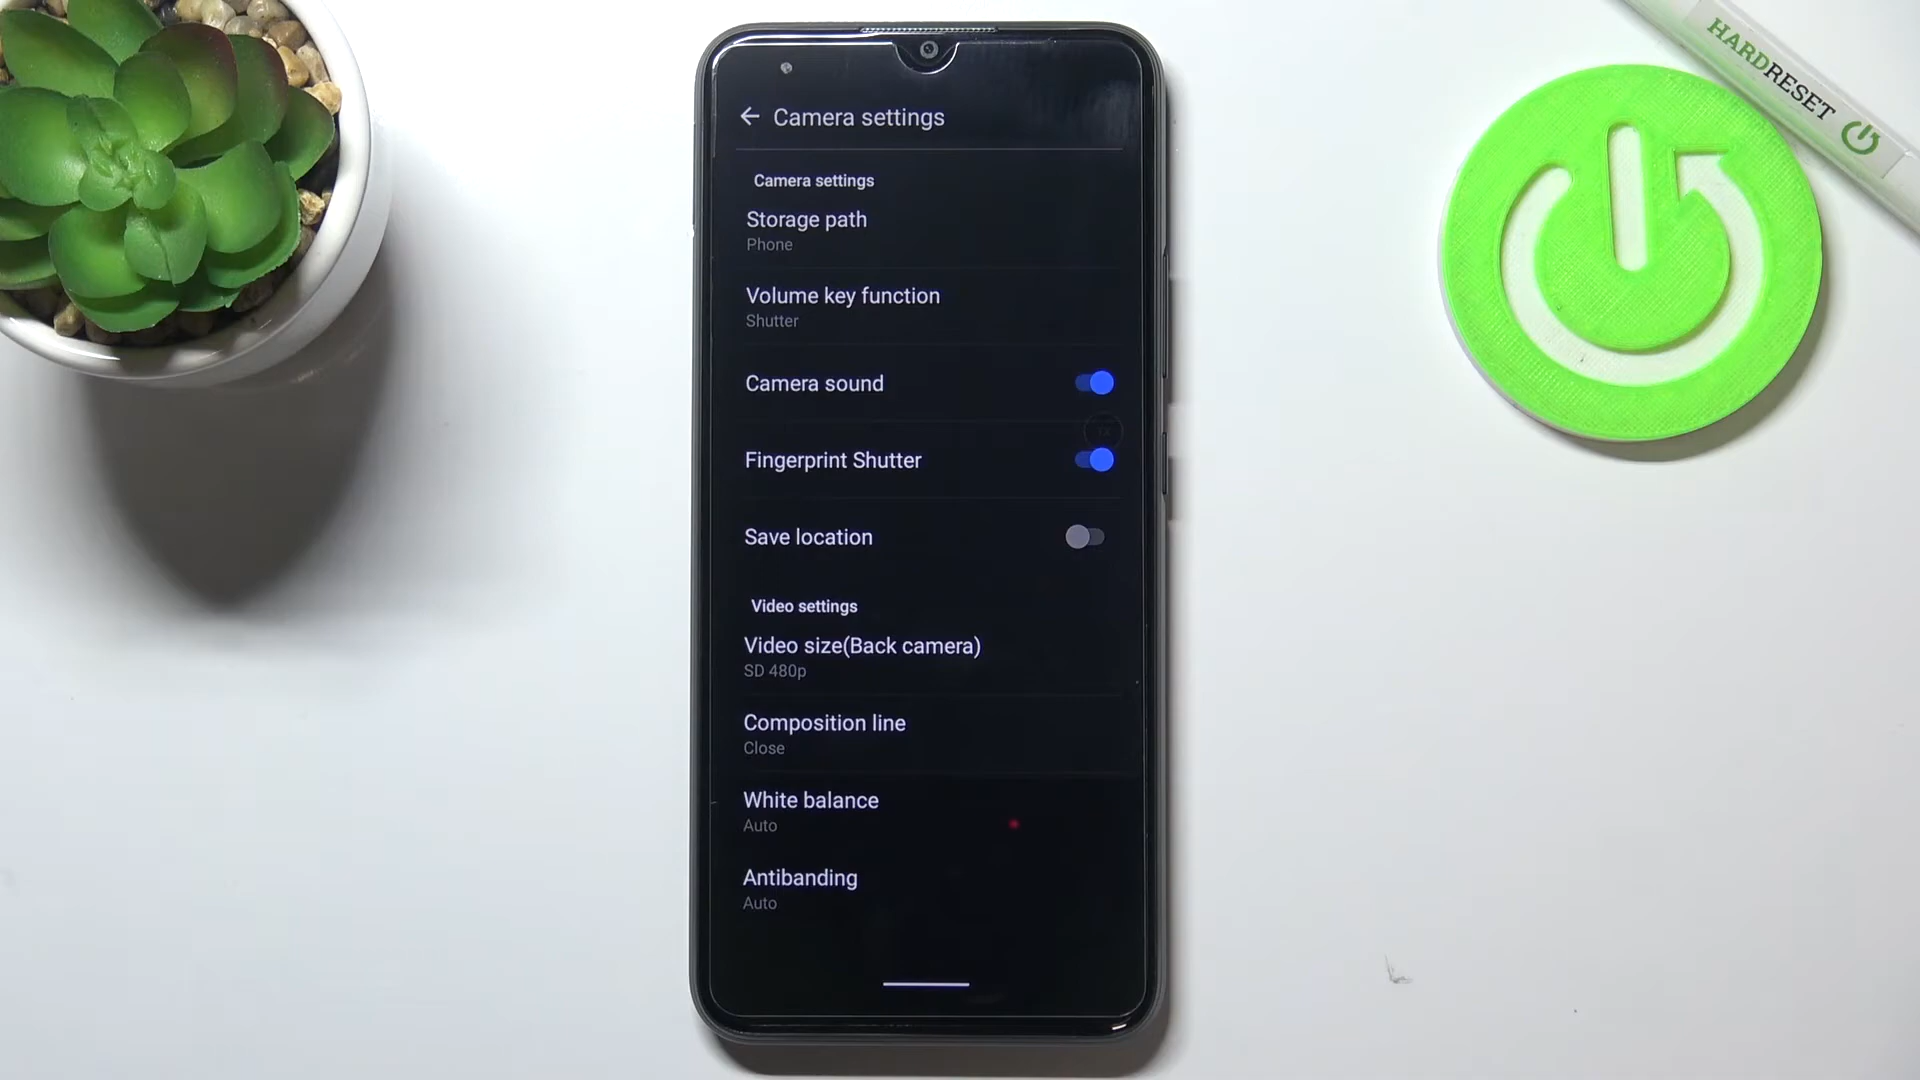 HARDRESET
Camera settings
Camera settings
Storage path
Phone
Volume key function
Shutter
Camera sound
1X
Fingerprint Shutter
Save location
Video settings
Video size(Back camera)
SD 480p
Composition line
Close
White balance
Auto
Antibanding
Auto